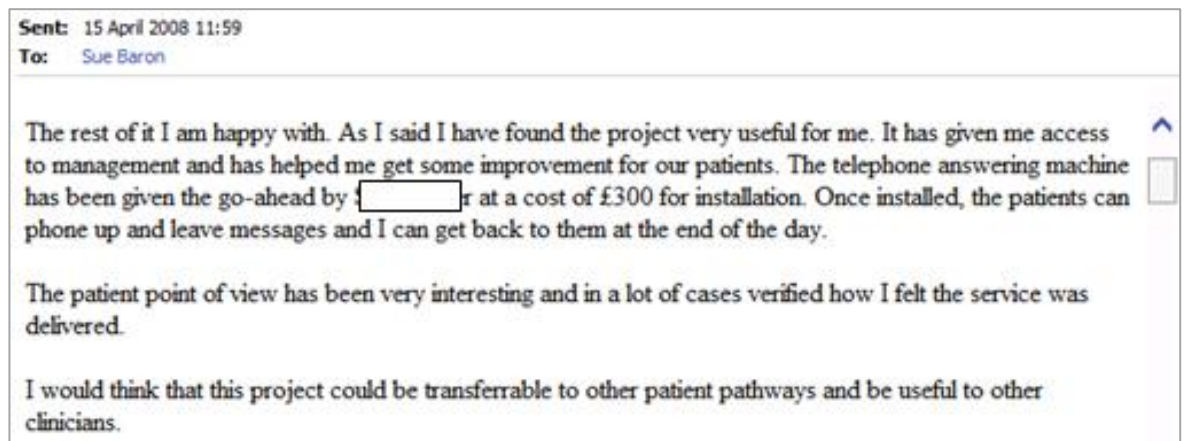 Sent: 15 April 2008 11:59
To: Sue Baron
The rest of it I am happy with. As I said I have found the project very useful for me. It has given me access
to management and has helped me get some improvement for our patients. The telephone answering machine
has been given the go-ahead by r at a cost of £300 for installation. Once installed, the patients can
phone up and leave messages and I can get back to them at the end of the day.
The patient point of view has been very interesting and in a lot of cases verified how I felt the service was
delivered.
I would think that this project could be transferrable to other patient pathways and be useful to other
clinicians.